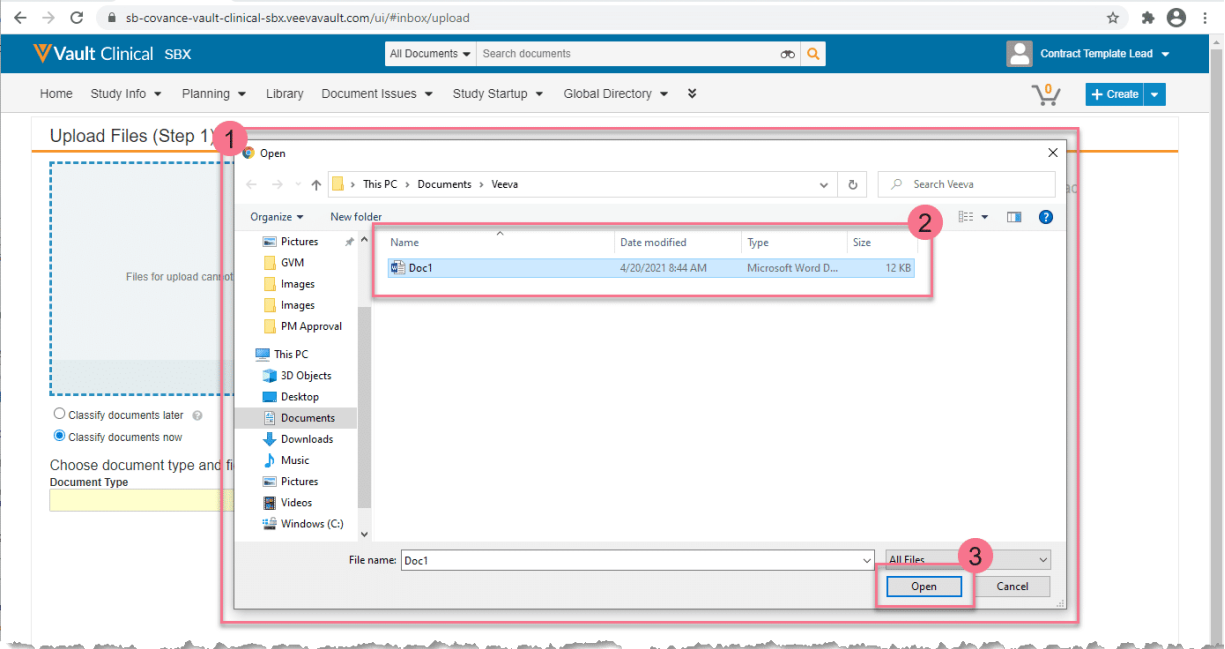 sb-covance-vault-clinical-sbx.veevavault.com/ui/#inbox/upload
Vault Clinical SBX
All Documents
Search documents
Contract Template Lead
Home Study Info Planning Library Document Issues Study Startup Global Directory
0
+ Create
Upload Files (Step 1)
1
Open
This PC > Documents > Veeva
Search Veeva
Organize New folder
2
Name Date modified Type Size
Doc1 4/20/2021 8:44 AM Microsoft Word D... 12 KB
Pictures
GVM
Images
Images
PM Approval
This PC
3D Objects
Desktop
Documents
Downloads
Music
Pictures
Videos
Windows (C:)
Files for upload cannot
Classify documents later
Classify documents now
Choose document type and fi
Document Type
File name: Doc1
All Files
3
Open Cancel